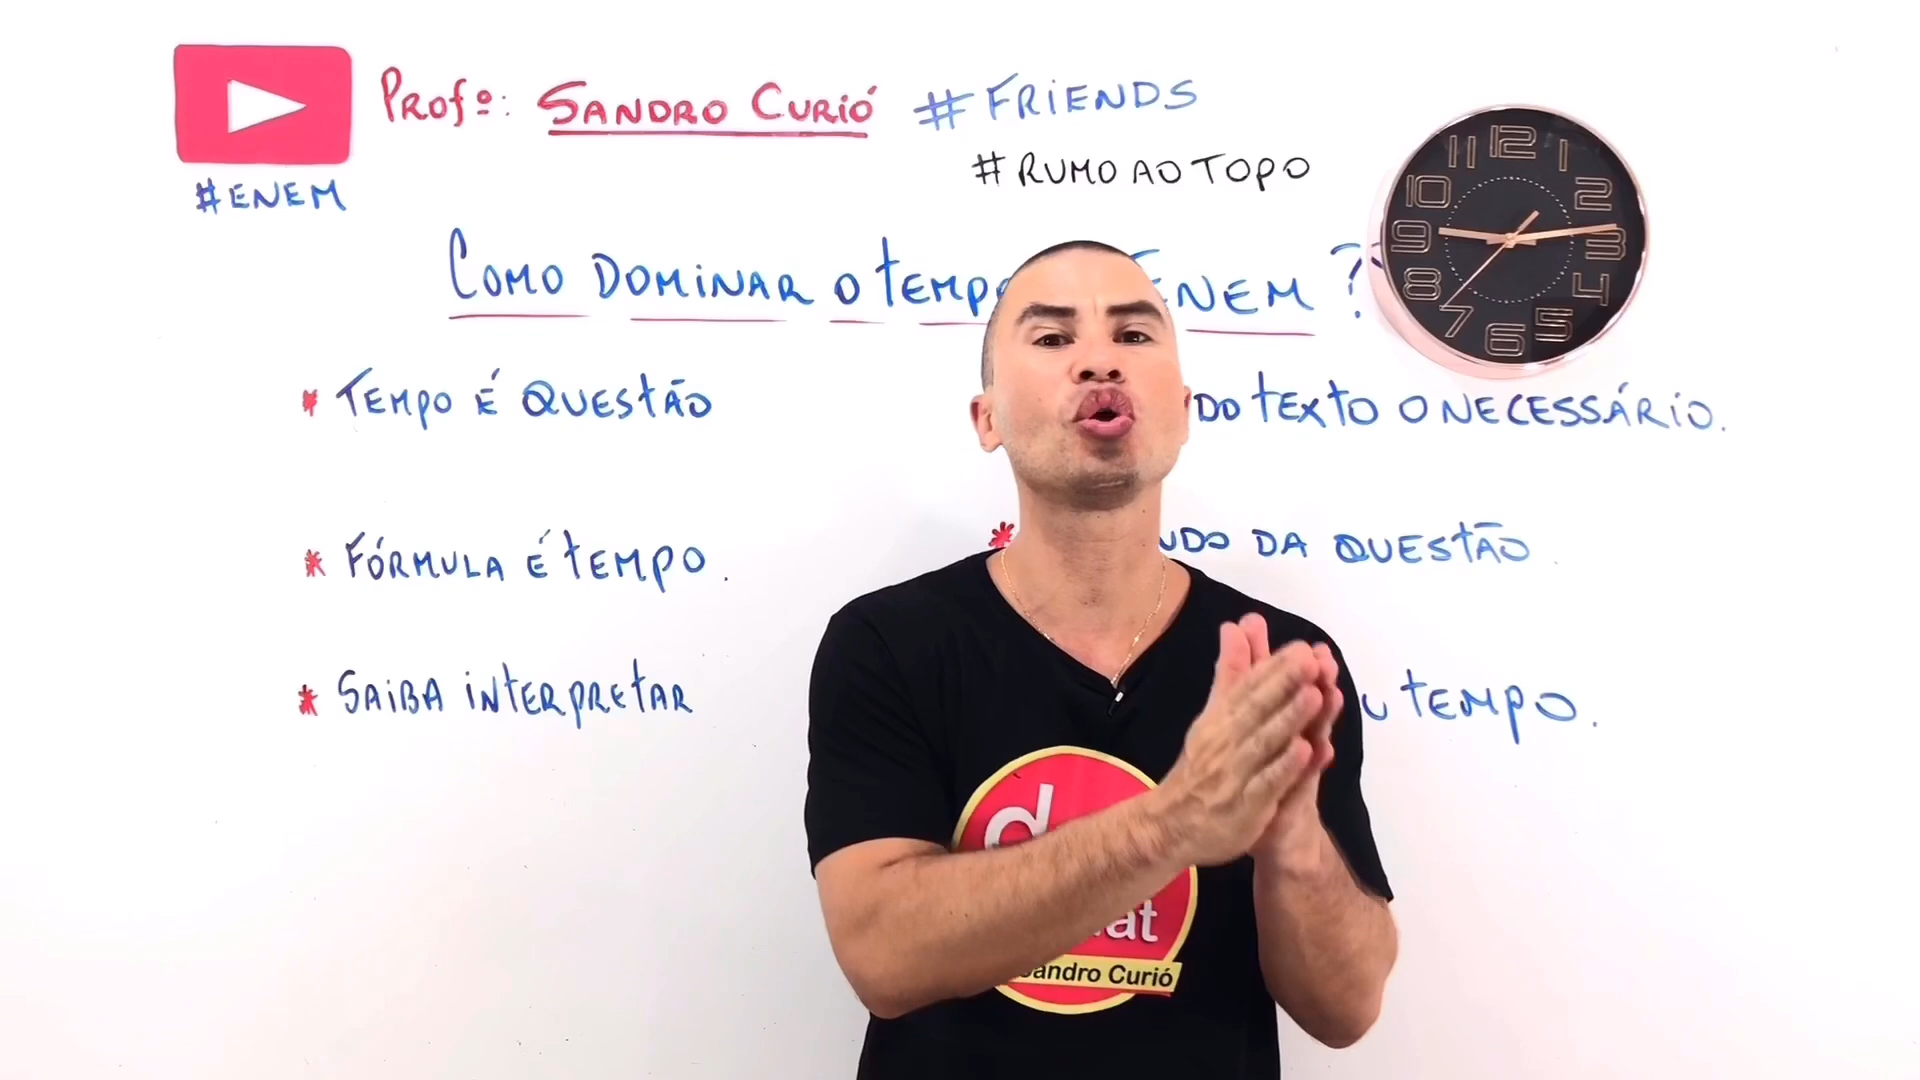 Profº: SANDRO CURIÓ #FRIENDS
#RUMO AO TOPO
#ENEM
COMO DOMINAR O TEMPO ENEM ?
* TEMPO É QUESTÃO
DO TEXTO O NECESSÁRIO.
* FÓRMULA É TEMPO.
* DA QUESTÃO.
* SAIBA INTERPRETAR
TEMPO.
11 12 1
10 2
9 3
8 4
7 6 5
Sandro Curió